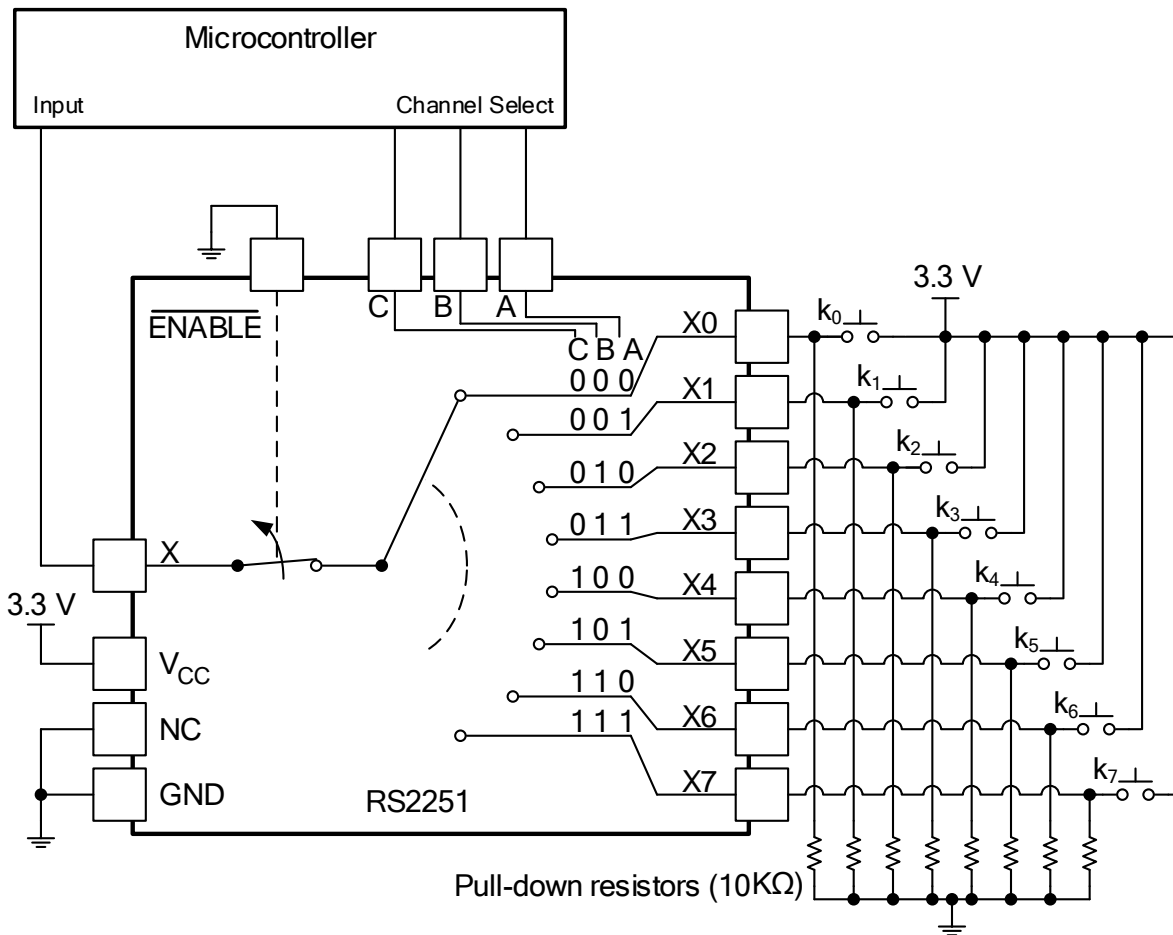 Microcontroller
Input
Channel Select
C
B
A
ENABLE
C B A
3.3 V
X0
k0
0 0 0
X1
k1
0 0 1
X2
k2
0 1 0
X3
k3
0 1 1
X
X4
k4
1 0 0
3.3 V
X5
k5
1 0 1
VCC
X6
k6
1 1 0
NC
1 1 1
X7
k7
GND
RS2251
Pull-down resistors (10KΩ)